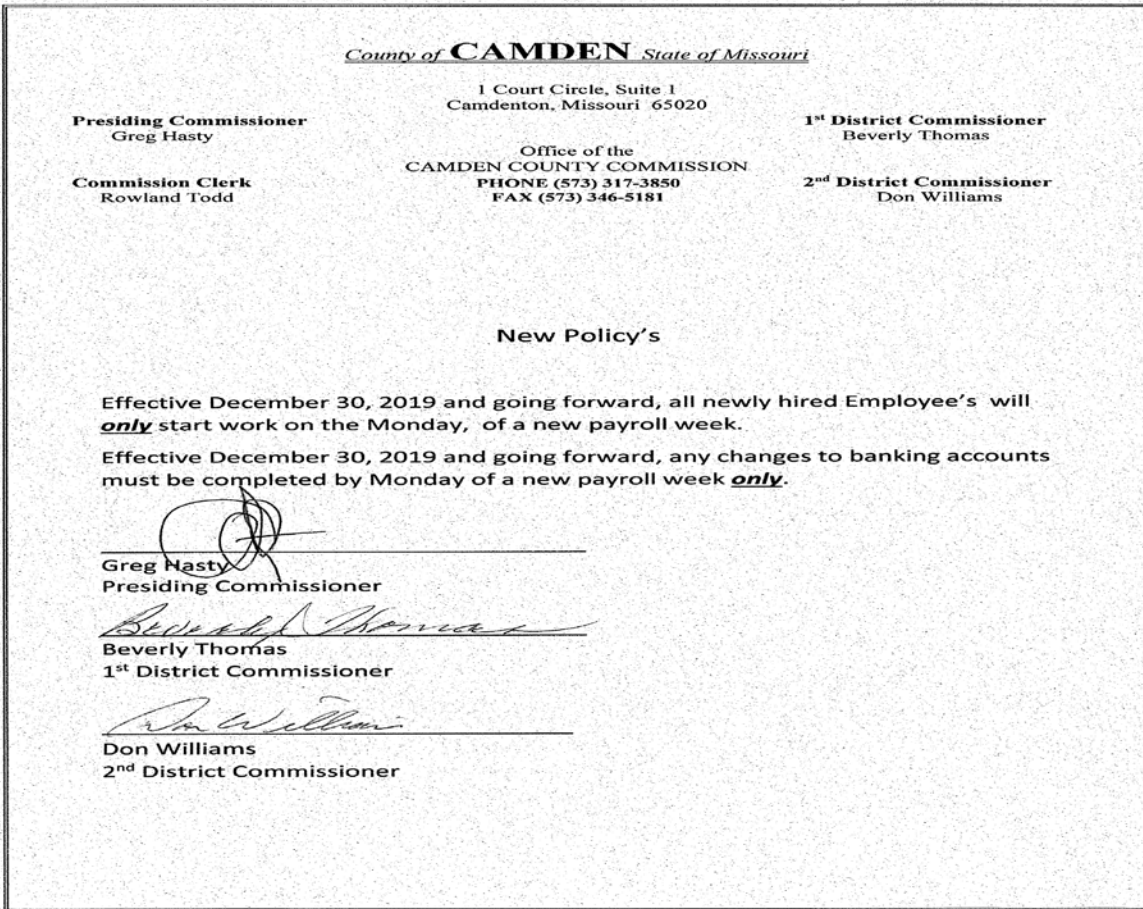 County of CAMDEN State of Missouri
1 Court Circle, Suite 1
Camdenton, Missouri 65020
Presiding Commissioner
Greg Hasty
1st District Commissioner
Beverly Thomas
Office of the
CAMDEN COUNTY COMMISSION
PHONE (573) 317-3850
FAX (573) 346-5181
Commission Clerk
Rowland Todd
2nd District Commissioner
Don Williams
New Policy's
Effective December 30, 2019 and going forward, all newly hired Employee's will
only start work on the Monday, of a new payroll week.
Effective December 30, 2019 and going forward, any changes to banking accounts
must be completed by Monday of a new payroll week only.
Greg Hasty
Presiding Commissioner
Beverly Thomas
Beverly Thomas
1st District Commissioner
Don Williams
Don Williams
2nd District Commissioner